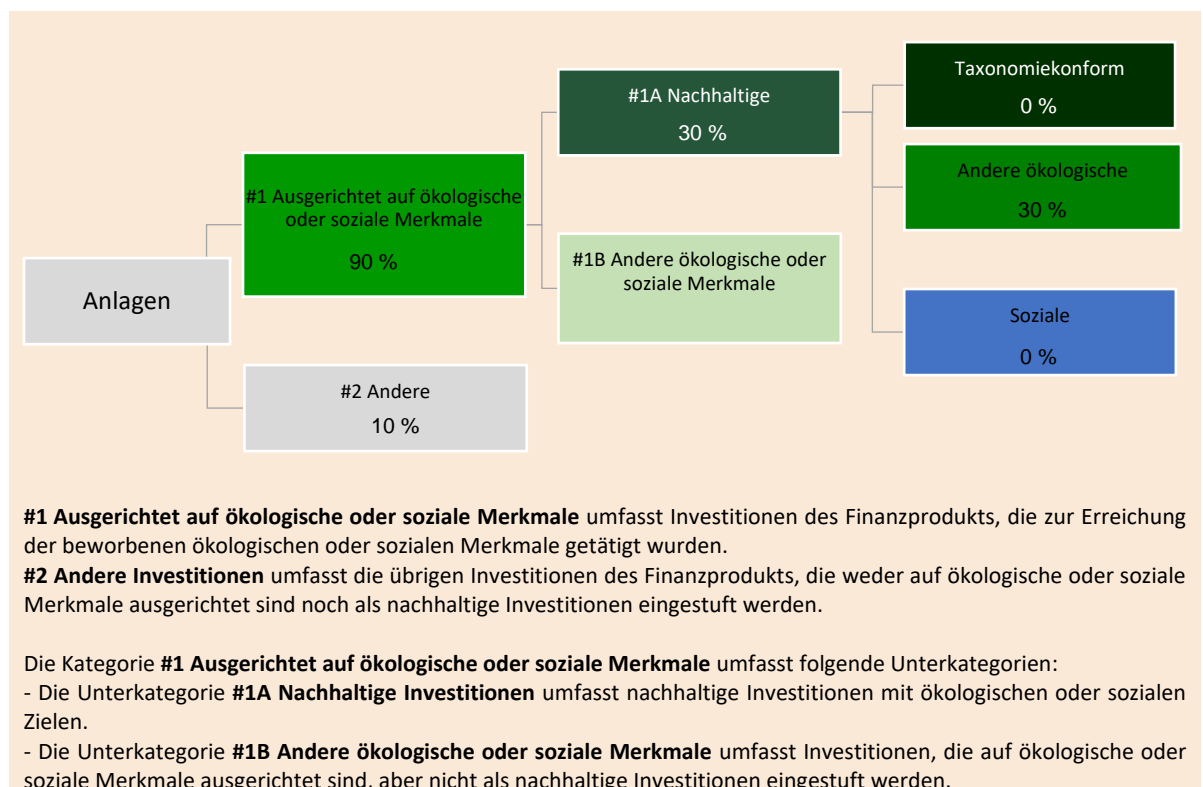 Anlagen
#1 Ausgerichtet auf ökologische
oder soziale Merkmale
90 %
#2 Andere
10 %
#1A Nachhaltige
30 %
#1B Andere ökologische oder
soziale Merkmale
Taxonomiekonform
0 %
Andere ökologische
30 %
Soziale
0 %
#1 Ausgerichtet auf ökologische oder soziale Merkmale umfasst Investitionen des Finanzprodukts, die zur Erreichung
der beworbenen ökologischen oder sozialen Merkmale getätigt wurden.
#2 Andere Investitionen umfasst die übrigen Investitionen des Finanzprodukts, die weder auf ökologische oder soziale
Merkmale ausgerichtet sind noch als nachhaltige Investitionen eingestuft werden.
Die Kategorie #1 Ausgerichtet auf ökologische oder soziale Merkmale umfasst folgende Unterkategorien:
- Die Unterkategorie #1A Nachhaltige Investitionen umfasst nachhaltige Investitionen mit ökologischen oder sozialen
Zielen.
- Die Unterkategorie #1B Andere ökologische oder soziale Merkmale umfasst Investitionen, die auf ökologische oder
soziale Merkmale ausgerichtet sind, aber nicht als nachhaltige Investitionen eingestuft werden.